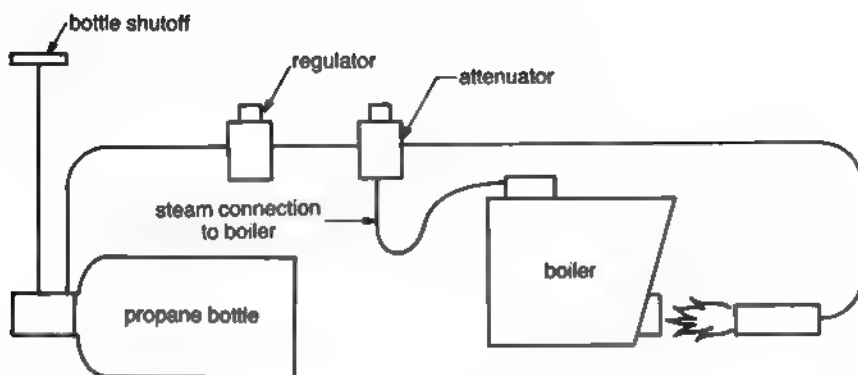 bottle shutoff
regulator
attenuator
steam connection
to boiler
boiler
propane bottle